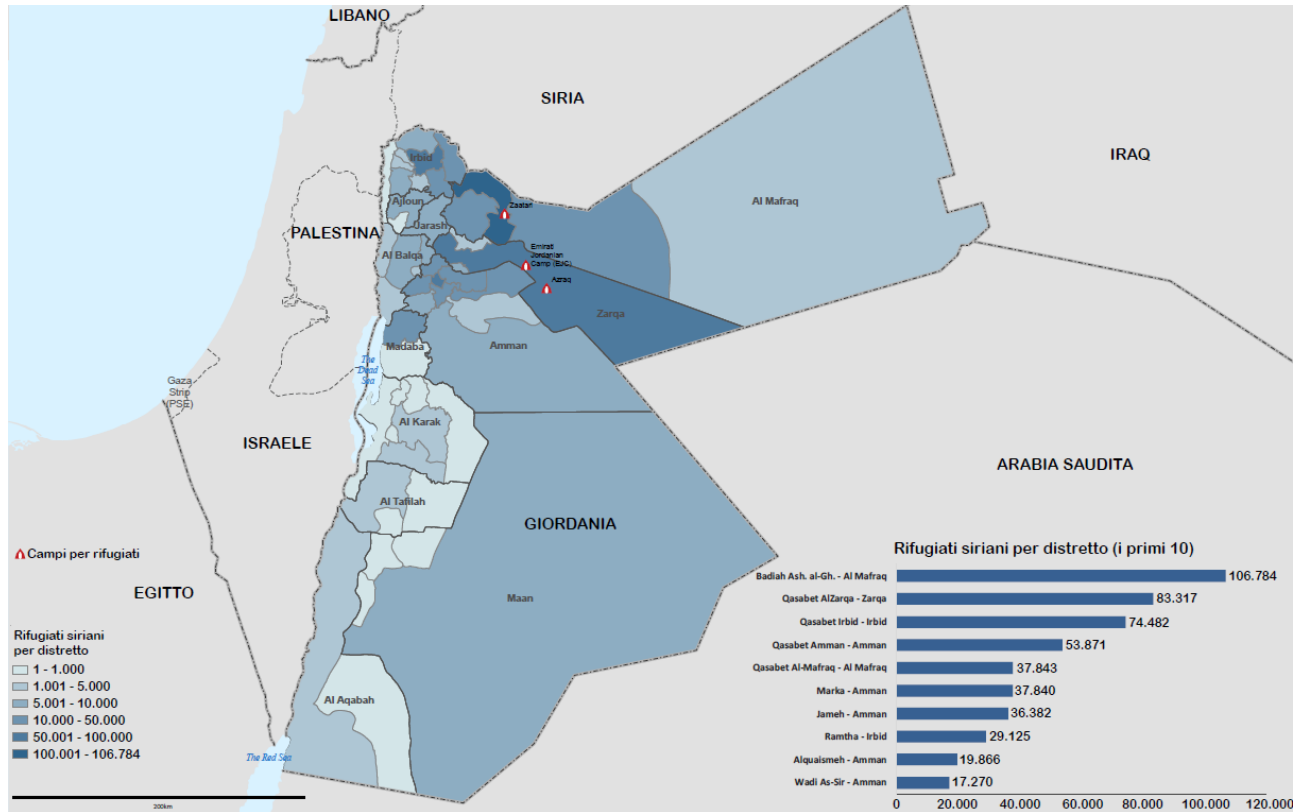 LIBANO
SIRIA
IRAQ
Irbid
Al Mafraq
Ajloun
Zaatari
PALESTINA
Jarash
Emirati
Jordanian
Camp (EJC)
Al Balqa
Azraq
Zarqa
Amman
Madaba
The
Dead
Sea
Gaza
Strip
(PSE)
Al Karak
ISRAELE
ARABIA SAUDITA
Al Tafilah
GIORDANIA
Campi per rifugiati
EGITTO
Maan
Rifugiati siriani
per distretto
1 - 1.000
1.001 - 5.000
5.001 - 10.000
10.000 - 50.000
50.001 - 100.000
100.001 - 106.784
Al Aqabah
The Red Sea
200km
Rifugiati siriani per distretto (i primi 10)
Badiah Ash. al-Gh. - Al Mafraq 106.784
Qasabet AlZarqa - Zarqa 83.317
Qasabet Irbid - Irbid 74.482
Qasabet Amman - Amman 53.871
Qasabet Al-Mafraq - Al Mafraq 37.843
Marka - Amman 37.840
Jameh - Amman 36.382
Ramtha - Irbid 29.125
Alquaismeh - Amman 19.866
Wadi As-Sir - Amman 17.270
0 20.000 40.000 60.000 80.000 100.000 120.000